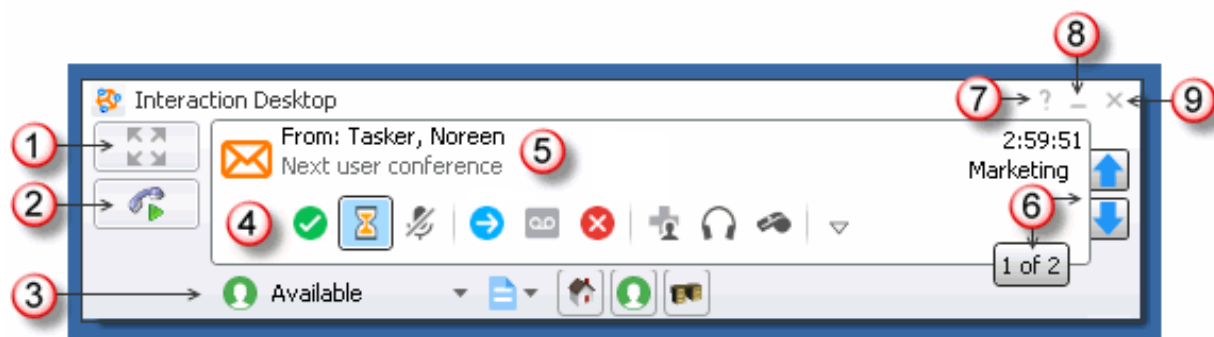 8
Interaction Desktop
7
?
9
1
From: Tasker, Noreen
5
2:59:51
Next user conference
Marketing
2
4
6
1 of 2
3
Available